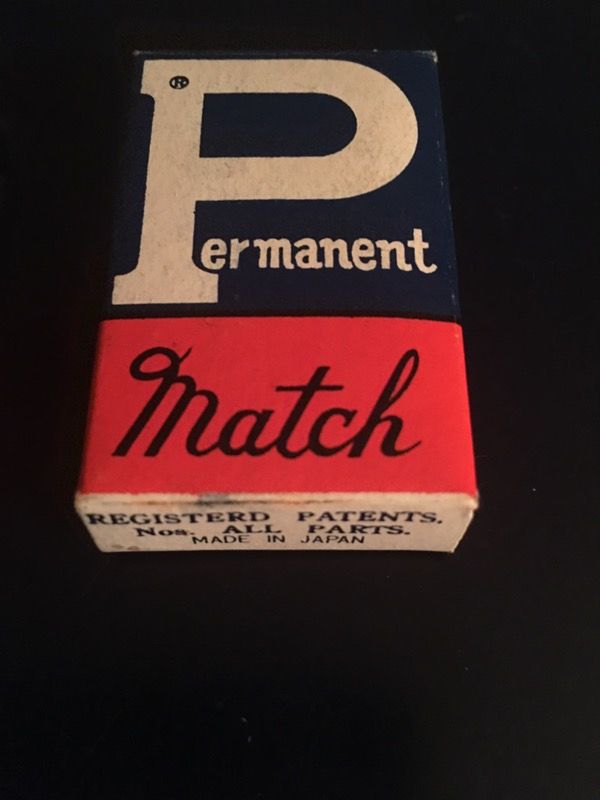 ®
Permanent
Match
REGISTERD PATENTS.
Nos. ALL PARTS.
MADE IN JAPAN